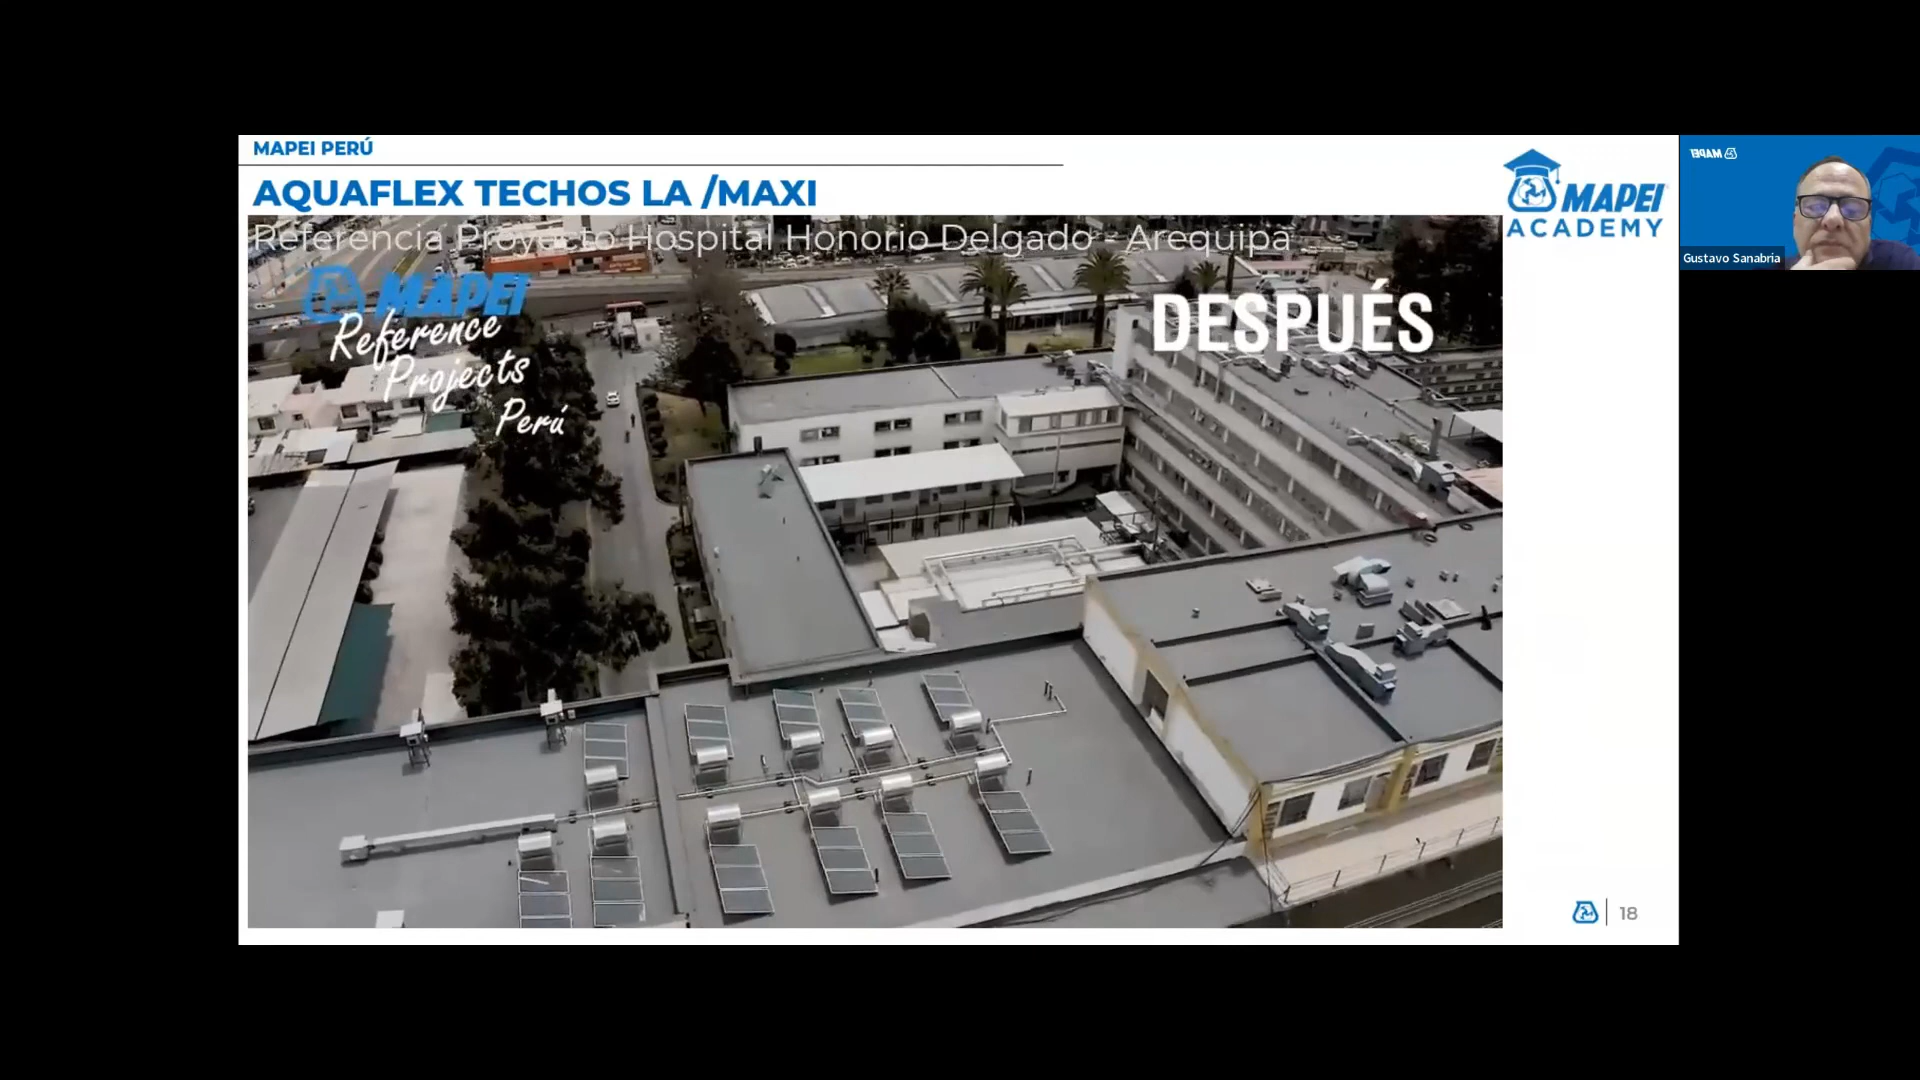 MAPEI PERÚ
AQUAFLEX TECHOS LA /MAXI
Referencia Proyecto Hospital Honorio Delgado - Arequipa
MAPEI
Reference
Projects
Perú
DESPUÉS
MAPEI
ACADEMY
18
MAPEI
Gustavo Sanabria